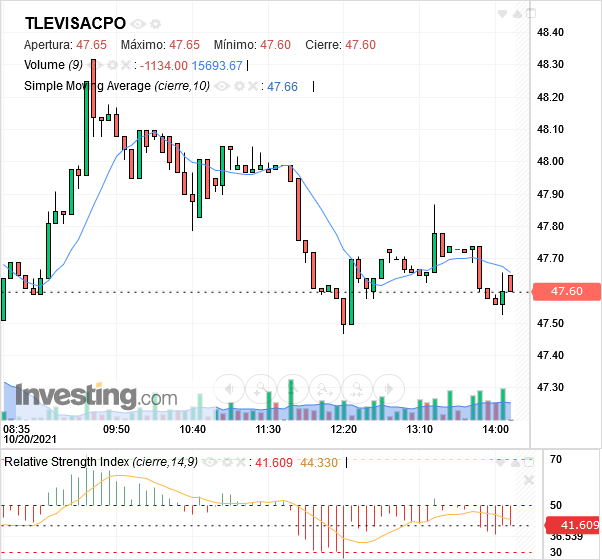 TLEVISACPO
Apertura: 47.65 Máximo: 47.65 Mínimo: 47.60 Cierre: 47.60
Volume (9) : -1134.00 15693.67
Simple Moving Average (cierre,10) : 47.66
48.40
48.30
48.20
48.10
48.00
47.90
47.80
47.70
47.60
47.50
47.40
47.30
Investing.com
08:35 09:50 10:40 11:30 12:20 13:10 14:00
10/20/2021
Relative Strength Index (cierre,14,9) : 41.609 44.330
70
50
41.609
36.539
30